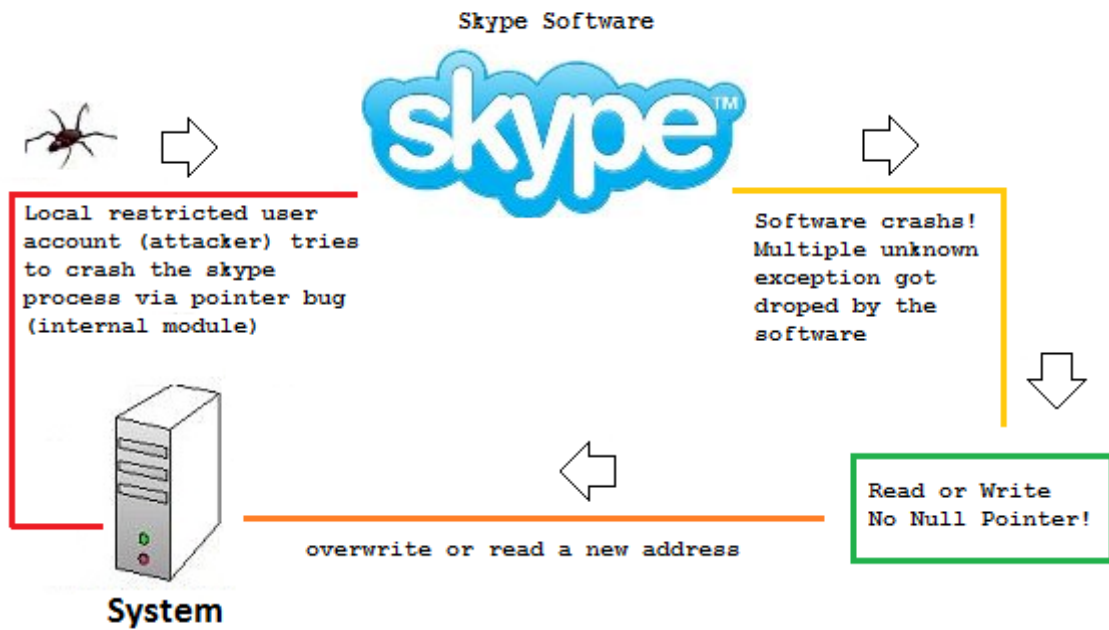 Skype Software
skype™
Local restricted user
account (attacker) tries
to crash the skype
process via pointer bug
(internal module)
Software crashes!
Multiple unknown
exception got
droped by the
software
Read or Write
No Null Pointer!
overwrite or read a new address
System